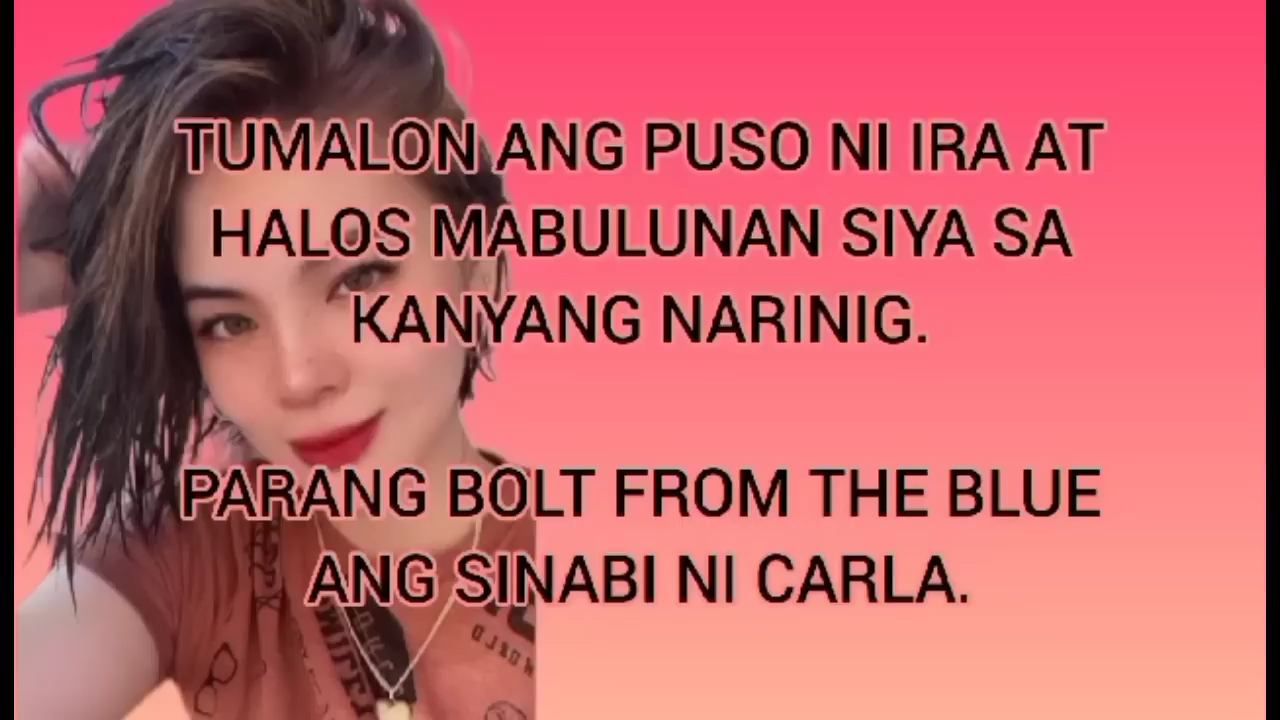 TUMALON ANG PUSO NI IRA AT
HALOS MABULUNAN SIYA SA
KANYANG NARINIG.
PARANG BOLT FROM THE BLUE
ANG SINABI NI CARLA.